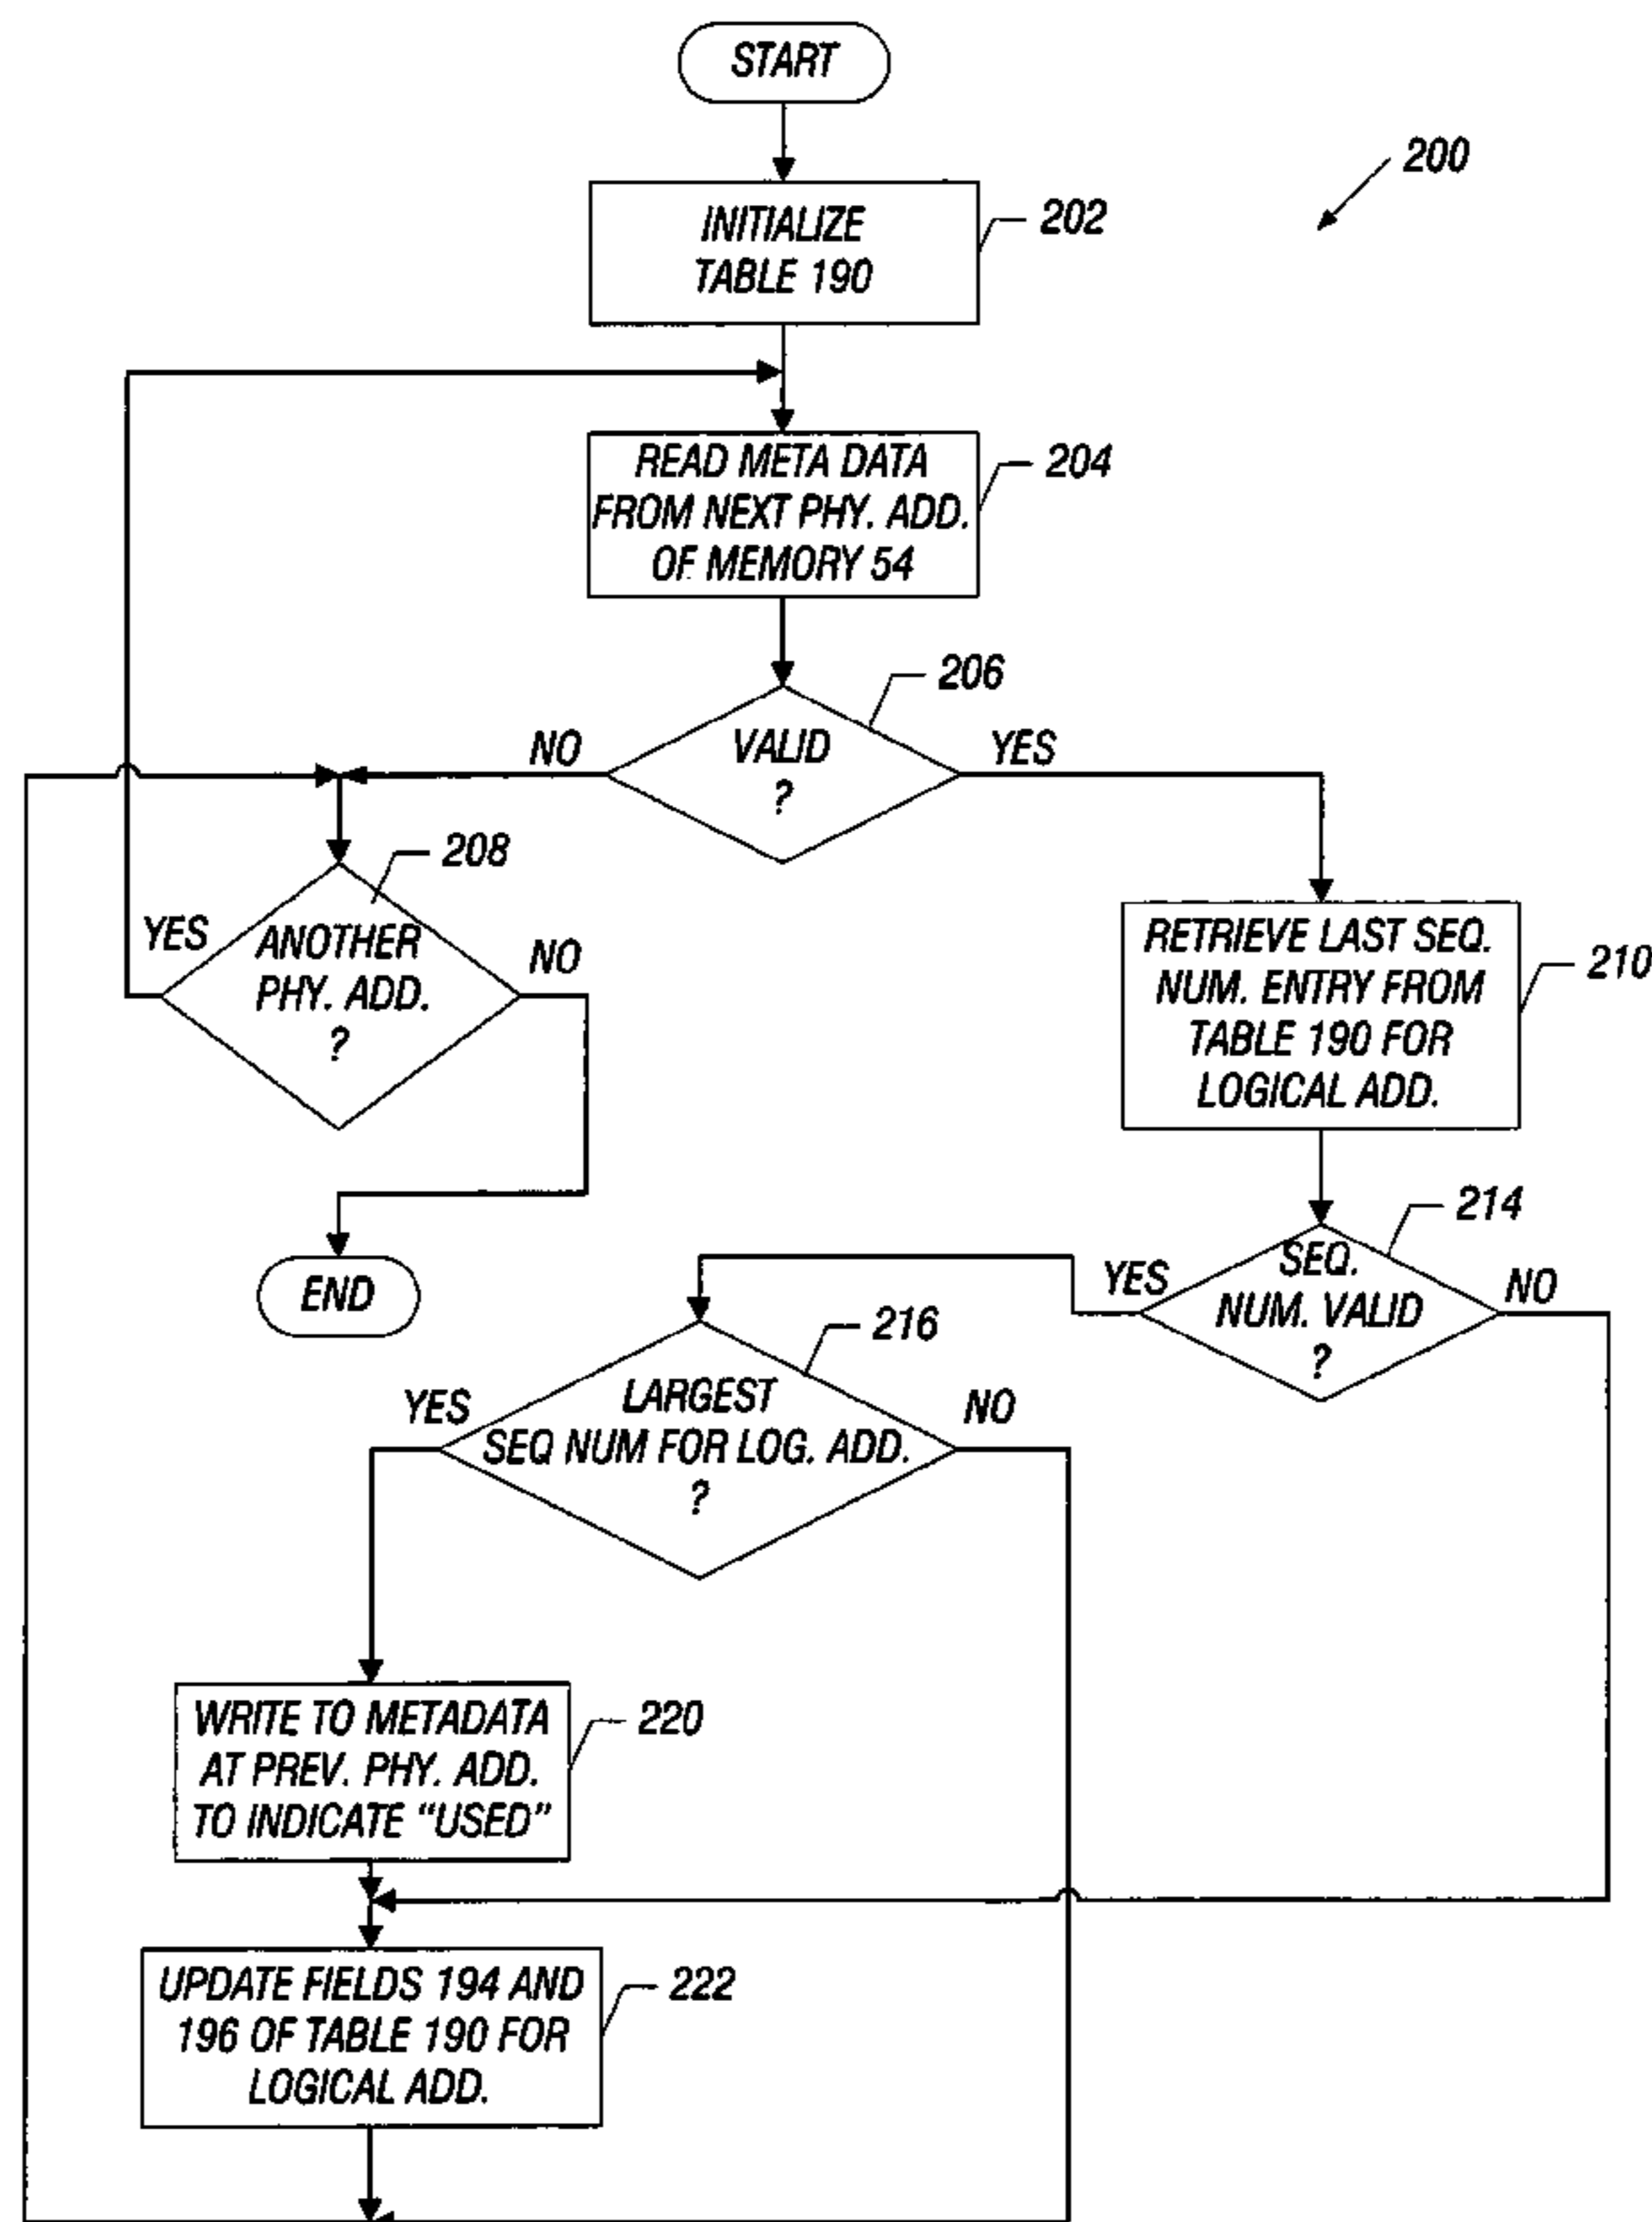 START
200
INITIALIZE
TABLE 190
202
READ META DATA
FROM NEXT PHY. ADD.
OF MEMORY 54
204
206
NO
VALID
?
YES
208
YES
ANOTHER
PHY. ADD.
?
NO
RETRIEVE LAST SEQ.
NUM. ENTRY FROM
TABLE 190 FOR
LOGICAL ADD.
210
END
214
YES
SEQ.
NUM. VALID
?
NO
216
YES
LARGEST
SEQ NUM FOR LOG. ADD.
?
NO
WRITE TO METADATA
AT PREV. PHY. ADD.
TO INDICATE “USED”
220
UPDATE FIELDS 194 AND
196 OF TABLE 190 FOR
LOGICAL ADD.
222